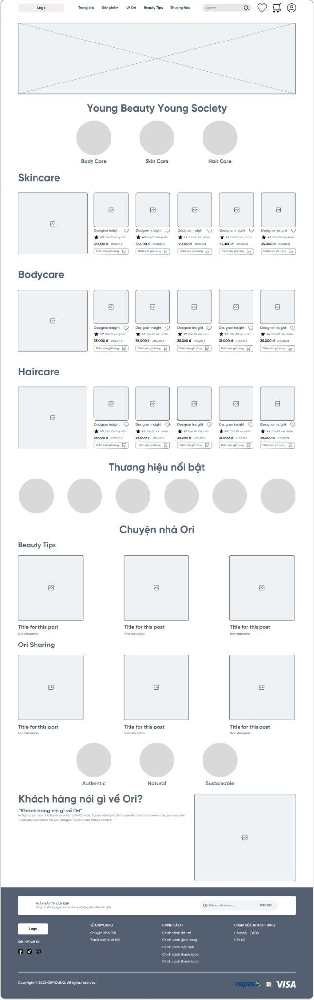 Logo
Trang chủ Sản phẩm Về Ori Beauty Tips Thương hiệu Search
Young Beauty Young Society
Body Care Skin Care Hair Care
Skincare
Designer insight Designer insight Designer insight Designer insight Designer insight
4.9 Còn 20 sản phẩm 4.9 Còn 20 sản phẩm 4.9 Còn 20 sản phẩm 4.9 Còn 20 sản phẩm 4.9 Còn 20 sản phẩm
35.000 đ 215.000 đ 35.000 đ 215.000 đ 35.000 đ 215.000 đ 35.000 đ 215.000 đ 35.000 đ 215.000 đ
Thêm vào giỏ hàng Thêm vào giỏ hàng Thêm vào giỏ hàng Thêm vào giỏ hàng Thêm vào giỏ hàng
Bodycare
Designer insight Designer insight Designer insight Designer insight Designer insight
4.9 Còn 20 sản phẩm 4.9 Còn 20 sản phẩm 4.9 Còn 20 sản phẩm 4.9 Còn 20 sản phẩm 4.9 Còn 20 sản phẩm
35.000 đ 215.000 đ 35.000 đ 215.000 đ 35.000 đ 215.000 đ 35.000 đ 215.000 đ 35.000 đ 215.000 đ
Thêm vào giỏ hàng Thêm vào giỏ hàng Thêm vào giỏ hàng Thêm vào giỏ hàng Thêm vào giỏ hàng
Haircare
Designer insight Designer insight Designer insight Designer insight Designer insight
4.9 Còn 20 sản phẩm 4.9 Còn 20 sản phẩm 4.9 Còn 20 sản phẩm 4.9 Còn 20 sản phẩm 4.9 Còn 20 sản phẩm
35.000 đ 215.000 đ 35.000 đ 215.000 đ 35.000 đ 215.000 đ 35.000 đ 215.000 đ 35.000 đ 215.000 đ
Thêm vào giỏ hàng Thêm vào giỏ hàng Thêm vào giỏ hàng Thêm vào giỏ hàng Thêm vào giỏ hàng
Thương hiệu nổi bật
Chuyện nhà Ori
Beauty Tips
Title for this post Title for this post Title for this post
Short description Short description Short description
Ori Sharing
Title for this post Title for this post Title for this post
Short description Short description Short description
Authentic Natural Sustainable
Khách hàng nói gì về Ori?
“Khách hàng nói gì về Ori”
In Figma, you can add layers directly to the Canvas. If you're designing for a specific device or screen size, you may want
to create a container for your designs. This is where frames come in.
NHẬN BẢN TIN LÀM ĐẸP
Đừng bỏ lỡ hàng ngàn sản phẩm và chương trình siêu hấp dẫn
Điền email của bạn... THEO DÕI
Logo
Kết nối với Ori
VỀ ORIYOUNG
Chuyện nhà ORI
Trách nhiệm xã hội
CHÍNH SÁCH
Chính sách đổi trả
Chính sách giao hàng
Chính sách bảo mật
Chính sách thanh toán
Chính sách thanh toán
CHĂM SÓC KHÁCH HÀNG
Hỏi đáp - FAQs
Liên hệ
Copyright © 2023 ORIYOUNG. All rights reserved.
napas mo mo VISA